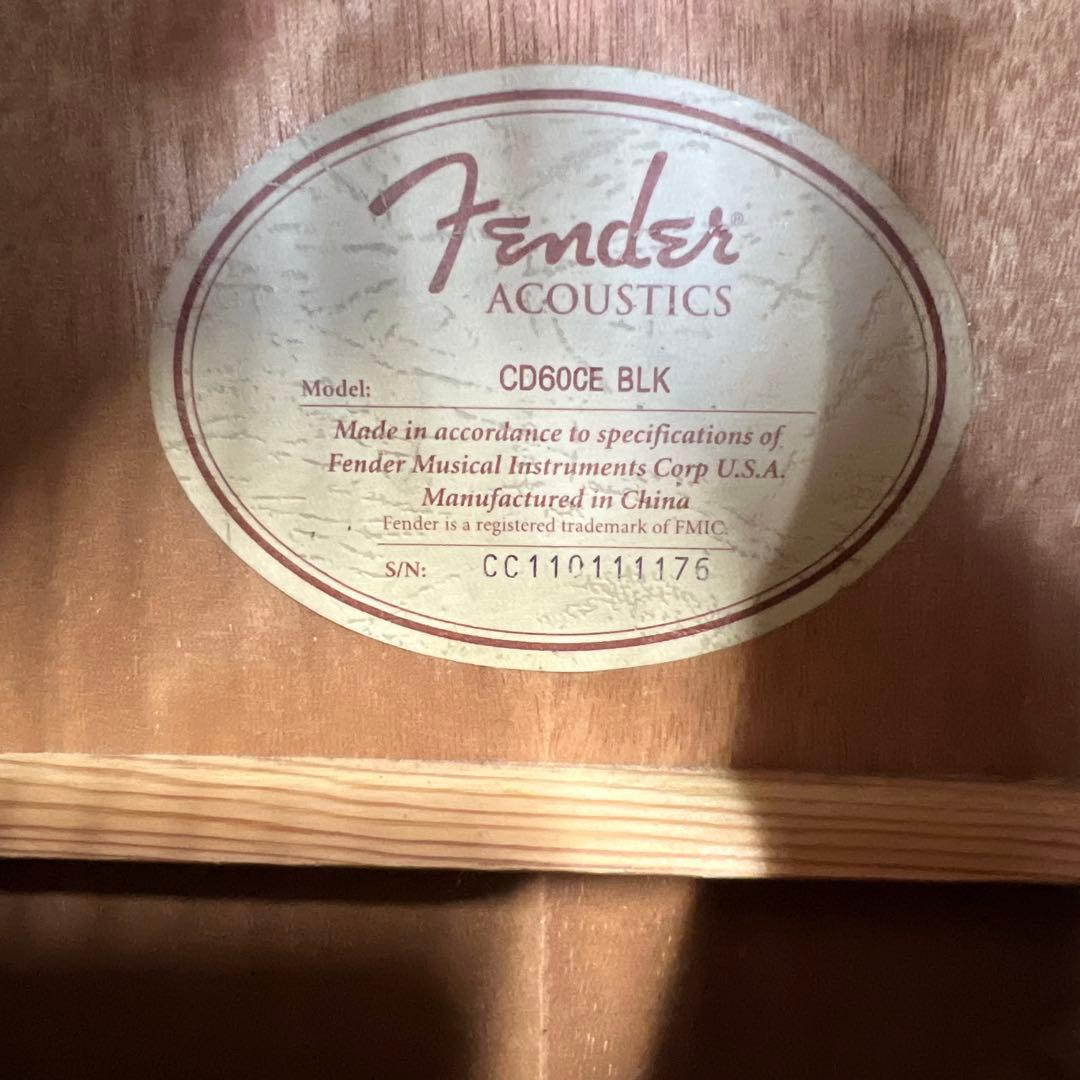 Fender®
ACOUSTICS
Model: CD60CE BLK
Made in accordance to specifications of
Fender Musical Instruments Corp U.S.A.
Manufactured in China
Fender is a registered trademark of FMIC.
S/N: CC110111176